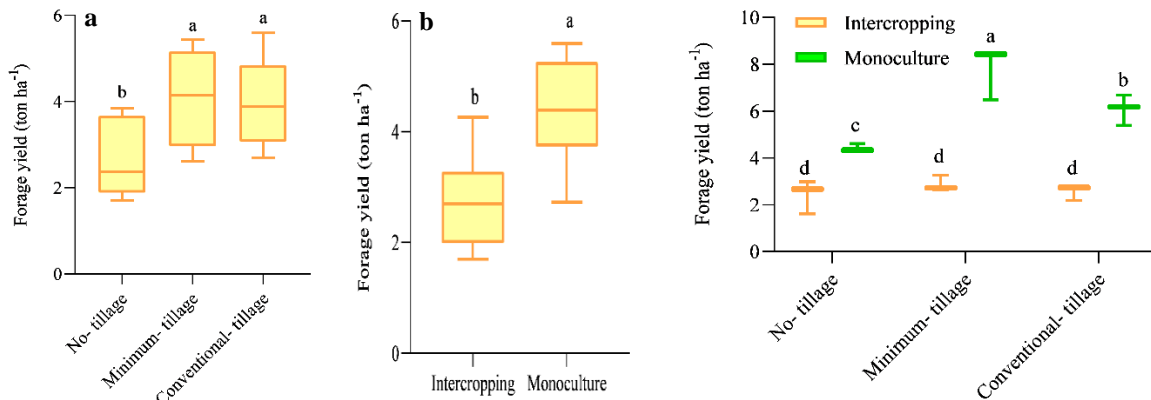 a
Forage yield (ton ha⁻¹)
6
4
2
0
b
a
a
No- tillage
Minimum- tillage
Conventional- tillage
b
Forage yield (ton ha⁻¹)
6
4
2
0
b
a
Intercropping
Monoculture
Forage yield (ton ha⁻¹)
10
8
6
4
2
0
Intercropping
Monoculture
d
c
d
a
d
b
No- tillage
Minimum- tillage
Conventional- tillage